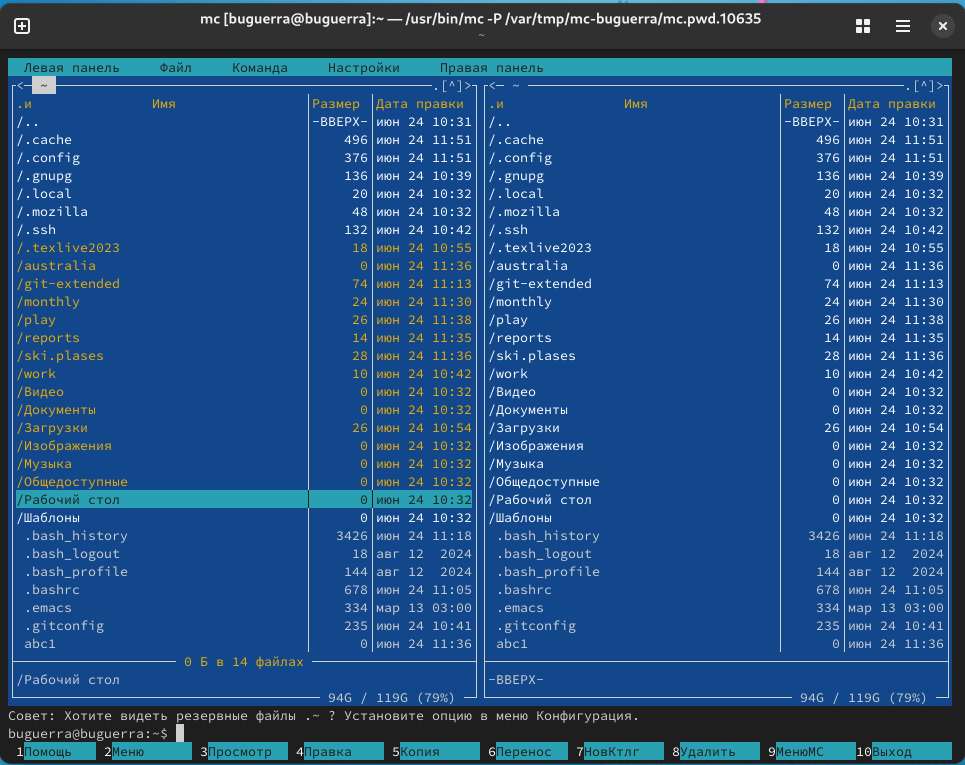 mc [buguerra@buguerra]:~ — /usr/bin/mc -P /var/tmp/mc-buguerra/mc.pwd.10635
~
Левая панель Файл Команда Настройки Правая панель
<─ ~ .[^]> <─ ~ .[^]>
.и Имя Размер Дата правки .и Имя Размер Дата правки
/.. -ВВЕРХ- июн 24 10:31 /.. -ВВЕРХ- июн 24 10:31
/.cache 496 июн 24 11:51 /.cache 496 июн 24 11:51
/.config 376 июн 24 11:51 /.config 376 июн 24 11:51
/.gnupg 136 июн 24 10:39 /.gnupg 136 июн 24 10:39
/.local 20 июн 24 10:32 /.local 20 июн 24 10:32
/.mozilla 48 июн 24 10:32 /.mozilla 48 июн 24 10:32
/.ssh 132 июн 24 10:42 /.ssh 132 июн 24 10:42
/.texlive2023 18 июн 24 10:55 /.texlive2023 18 июн 24 10:55
/australia 0 июн 24 11:36 /australia 0 июн 24 11:36
/git-extended 74 июн 24 11:13 /git-extended 74 июн 24 11:13
/monthly 24 июн 24 11:30 /monthly 24 июн 24 11:30
/play 26 июн 24 11:38 /play 26 июн 24 11:38
/reports 14 июн 24 11:35 /reports 14 июн 24 11:35
/ski.plases 28 июн 24 11:36 /ski.plases 28 июн 24 11:36
/work 10 июн 24 10:42 /work 10 июн 24 10:42
/Видео 0 июн 24 10:32 /Видео 0 июн 24 10:32
/Документы 0 июн 24 10:32 /Документы 0 июн 24 10:32
/Загрузки 26 июн 24 10:54 /Загрузки 26 июн 24 10:54
/Изображения 0 июн 24 10:32 /Изображения 0 июн 24 10:32
/Музыка 0 июн 24 10:32 /Музыка 0 июн 24 10:32
/Общедоступные 0 июн 24 10:32 /Общедоступные 0 июн 24 10:32
/Рабочий стол 0 июн 24 10:32 /Рабочий стол 0 июн 24 10:32
/Шаблоны 0 июн 24 10:32 /Шаблоны 0 июн 24 10:32
.bash_history 3426 июн 24 11:18 .bash_history 3426 июн 24 11:18
.bash_logout 18 авг 12 2024 .bash_logout 18 авг 12 2024
.bash_profile 144 авг 12 2024 .bash_profile 144 авг 12 2024
.bashrc 678 июн 24 11:05 .bashrc 678 июн 24 11:05
.emacs 334 мар 13 03:00 .emacs 334 мар 13 03:00
.gitconfig 235 июн 24 10:41 .gitconfig 235 июн 24 10:41
abc1 0 июн 24 11:36 abc1 0 июн 24 11:36
0 Б в 14 файлах
/Рабочий стол -ВВЕРХ-
94G / 119G (79%) 94G / 119G (79%)
Совет: Хотите видеть резервные файлы .~ ? Установите опцию в меню Конфигурация.
buguerra@buguerra:~$
1Помощь 2Меню 3Просмотр 4Правка 5Копия 6Перенос 7НовКтлг 8Удалить 9МенюMC 10Выход